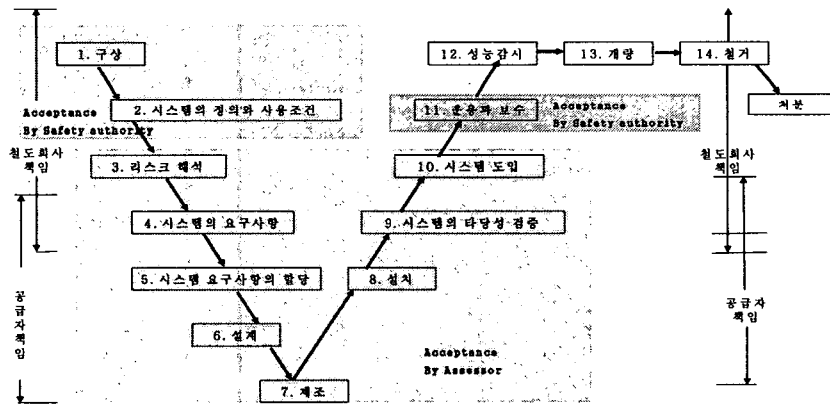 1. 구상
2. 시스템의 정의와 사용조건
Acceptance
By Safety authority
3. 리스크 해석
4. 시스템의 요구사항
5. 시스템 요구사항의 할당
6. 설계
7. 제조
8. 설치
9. 시스템의 타당성 검증
10. 시스템 도입
11. 운용과 보수
Acceptance
By Safety authority
12. 성능감시
13. 개량
14. 철거
처분
철도회사
책임
공급자
책임
철도회사
책임
공급자
책임
Acceptance
By Assessor